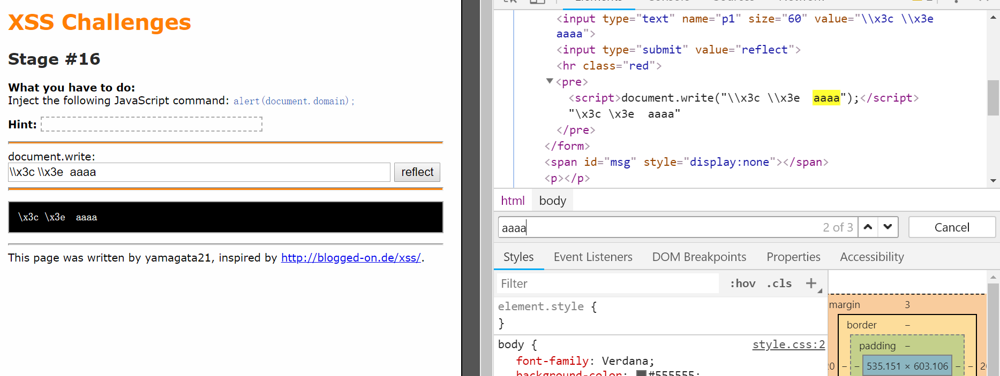 XSS Challenges
Stage #16
What you have to do:
Inject the following JavaScript command: alert(document.domain);
Hint:
document.write:
\\x3c \\x3e  aaaa
reflect
\x3c \x3e  aaaa
This page was written by yamagata21, inspired by http://blogged-on.de/xss/.
<input type="text" name="p1" size="60" value="\\x3c \\x3e
aaaa">
<input type="submit" value="reflect">
<hr class="red">
<pre>
<script>document.write("\\x3c \\x3e  aaaa");</script>
"\x3c \x3e  aaaa"
</pre>
</form>
<span id="msg" style="display:none"></span>
<p></p>
html body
aaaa 2 of 3 Cancel
Styles Event Listeners DOM Breakpoints Properties Accessibility
Filter :hov .cls +
element.style {
}
body { style.css:2
font-family: Verdana;
background-color: #555555;
margin 3
border –
padding –
– – 535.151 × 603.106 – –